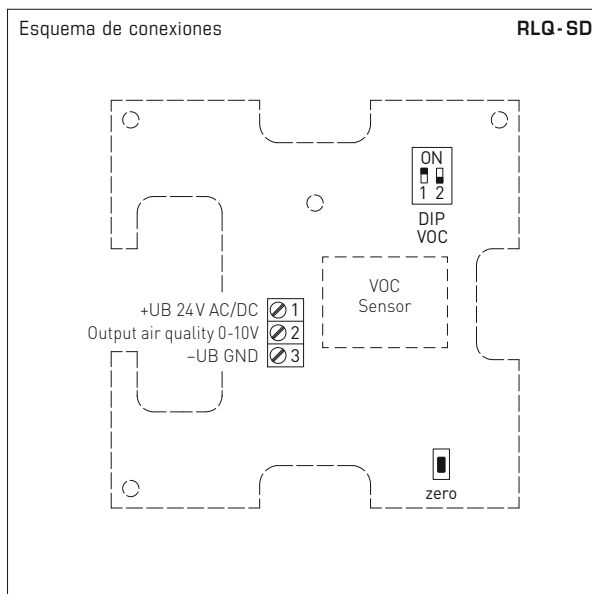 Esquema de conexiones
RLQ-SD
ON
1 2
DIP
VOC
VOC
Sensor
+UB 24V AC/DC 1
Output air quality 0-10V 2
–UB GND 3
zero